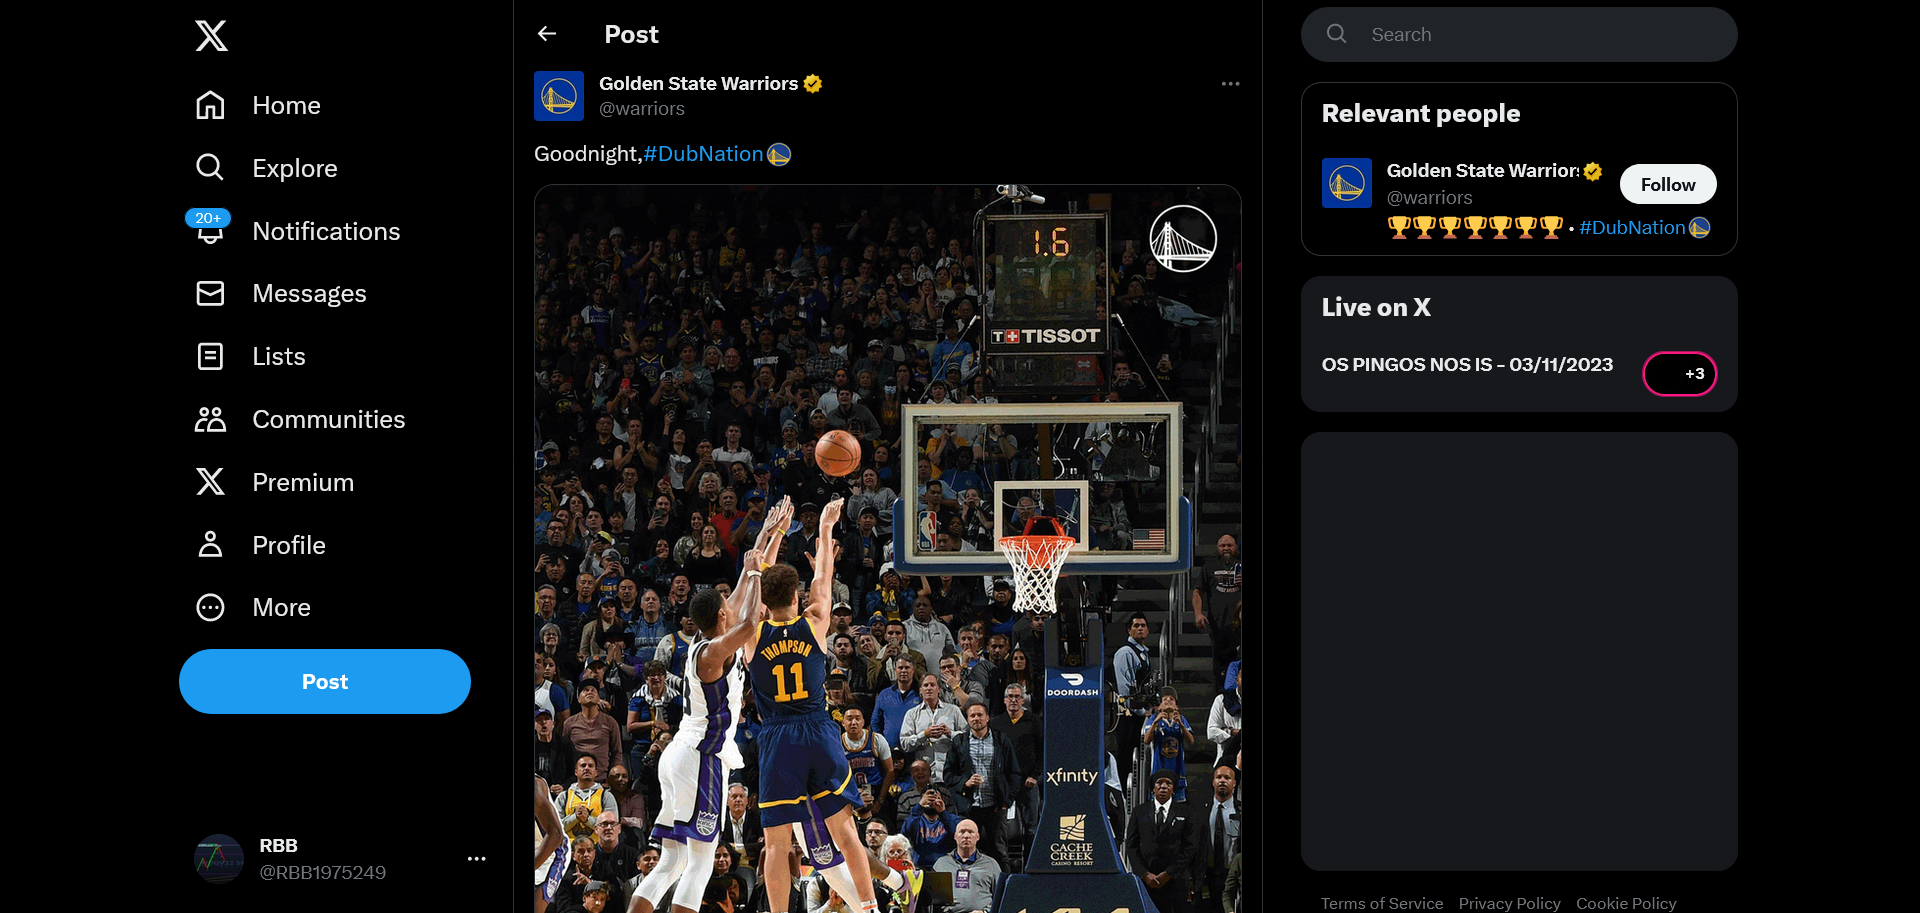 Home
Explore
20+
Notifications
Messages
Lists
Communities
Premium
Profile
More
Post
RBB
@RBB1975249
Post
Golden State Warriors
@warriors
Goodnight,#DubNation
1.6
T+TISSOT
THOMPSON
11
DOORDASH
xfinity
CACHE
CREEK
CASINO RESORT
Search
Relevant people
Golden State Warriors
@warriors
Follow
• #DubNation
Live on X
OS PINGOS NOS IS - 03/11/2023
+3
Terms of Service Privacy Policy Cookie Policy